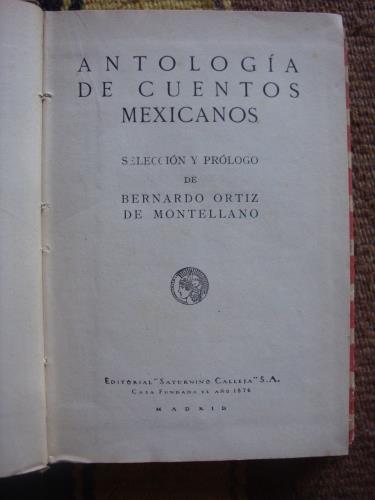 ANTOLOGÍA
DE CUENTOS
MEXICANOS
SELECCIÓN Y PRÓLOGO
DE
BERNARDO ORTIZ
DE MONTELLANO
EDITORIAL "SATURNINO CALLEJA" S.A.
CASA FUNDADA EL AÑO 1876
MADRID